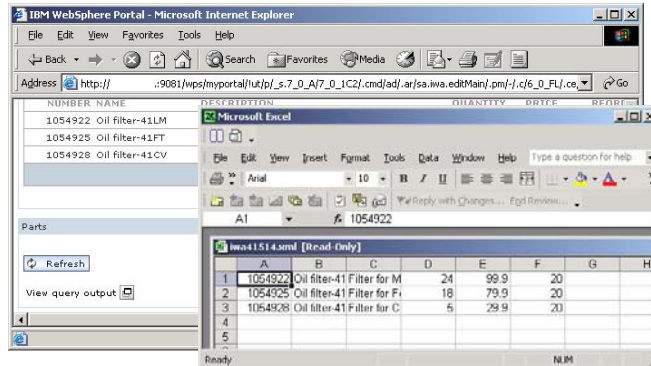 IBM WebSphere Portal - Microsoft Internet Explorer
File Edit View Favorites Tools Help
Back Search Favorites Media
Address http:// .:9081/wps/myportal/!ut/p/_s.7_0_A/7_0_1C2/.cmd/ad/.ar/sa.iwa.editMain/.pm/-/.c/6_0_FL/.ce, Go
NUMBER NAME DESCRIPTION QUANTITY PRICE
1054922 Oil filter-41LM
1054925 Oil filter-41FT
1054928 Oil filter-41CV
Parts
Refresh
View query output
Microsoft Excel
File Edit View Insert Format Tools Data Window Help Type a question for help
Arial 10 B I U
Reply with Changes... End Review...
A1 fx 1054922
iwa41514.xml [Read-Only]
A B C D E F G H
1 1054922 Oil filter-41 Filter for M 24 99.9 20
2 1054925 Oil filter-41 Filter for F 18 79.9 20
3 1054928 Oil filter-41 Filter for C 5 29.9 20
4
5
Ready NUM